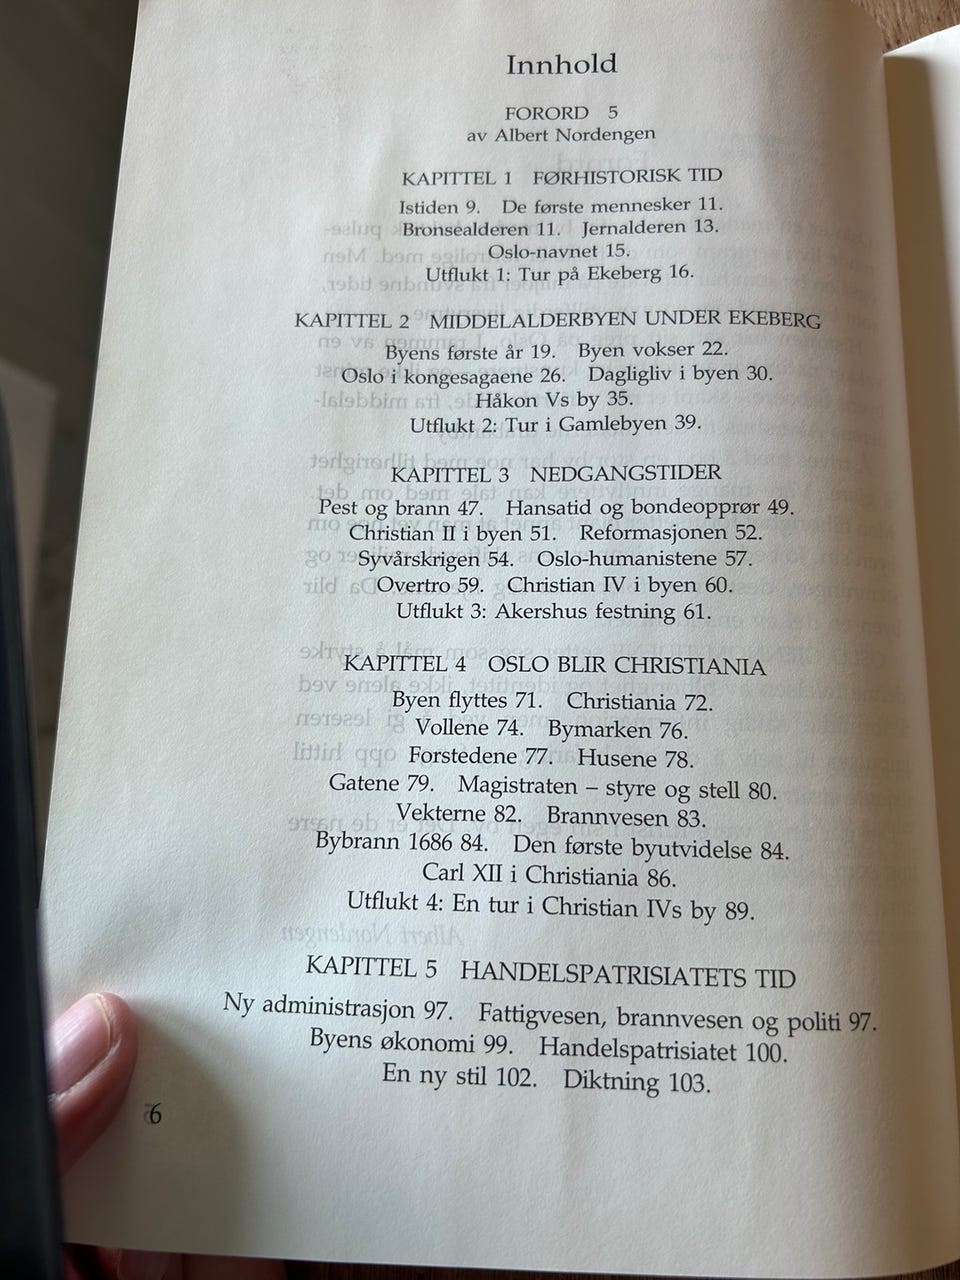 Innhold
FORORD 5
av Albert Nordengen
KAPITTEL 1 FØRHISTORISK TID
Istiden 9. De første mennesker 11.
Bronsealderen 11. Jernalderen 13.
Oslo-navnet 15.
Utflukt 1: Tur på Ekeberg 16.
KAPITTEL 2 MIDDELALDERBYEN UNDER EKEBERG
Byens første år 19. Byen vokser 22.
Oslo i kongesagaene 26. Dagligliv i byen 30.
Håkon Vs by 35.
Utflukt 2: Tur i Gamlebyen 39.
KAPITTEL 3 NEDGANGSTIDER
Pest og brann 47. Hansatid og bondeopprør 49.
Christian II i byen 51. Reformasjonen 52.
Syvårskrigen 54. Oslo-humanistene 57.
Overtro 59. Christian IV i byen 60.
Utflukt 3: Akershus festning 61.
KAPITTEL 4 OSLO BLIR CHRISTIANIA
Byen flyttes 71. Christiania 72.
Vollene 74. Bymarken 76.
Forstedene 77. Husene 78.
Gatene 79. Magistraten – styre og stell 80.
Vekterne 82. Brannvesen 83.
Bybrann 1686 84. Den første byutvidelse 84.
Carl XII i Christiania 86.
Utflukt 4: En tur i Christian IVs by 89.
KAPITTEL 5 HANDELSPATRISIATETS TID
Ny administrasjon 97. Fattigvesen, brannvesen og politi 97.
Byens økonomi 99. Handelspatrisiatet 100.
En ny stil 102. Diktning 103.
6